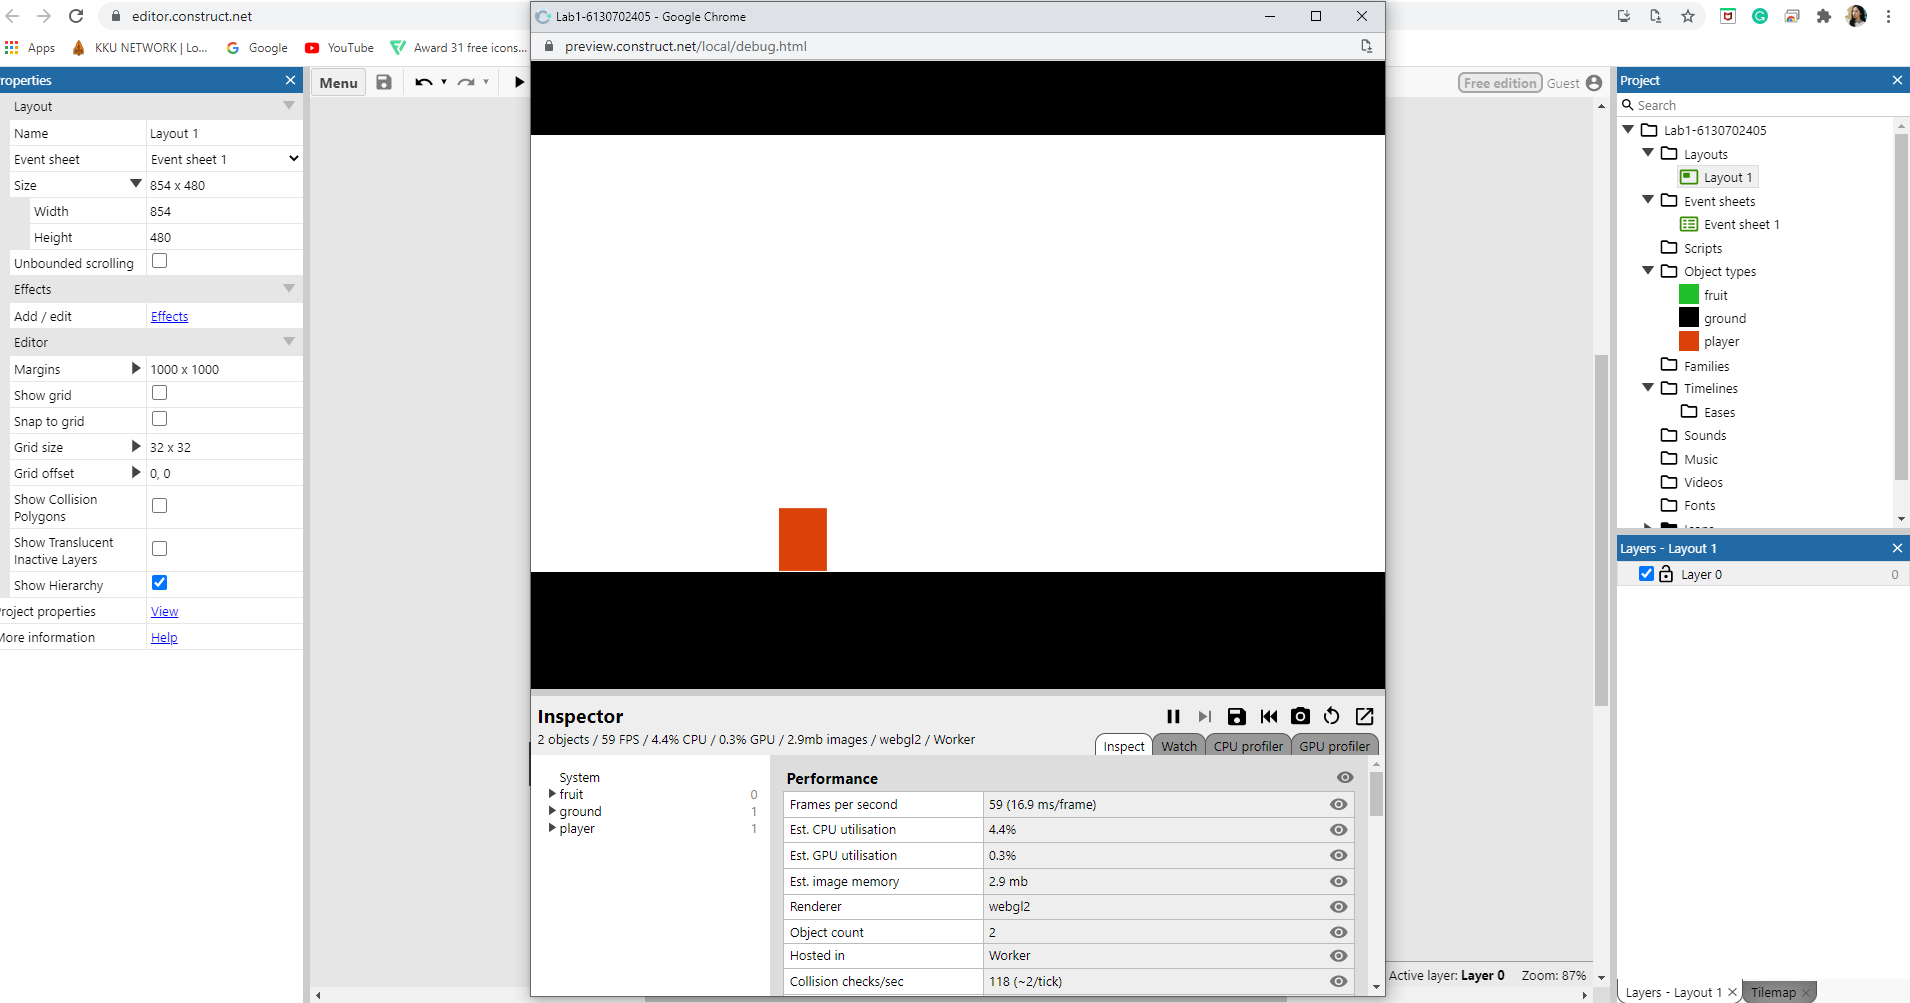 editor.construct.net
Apps
KKU NETWORK | Lo...
Google
YouTube
Award 31 free icons...
Lab1-6130702405 - Google Chrome
preview.construct.net/local/debug.html
roperties
Layout
Name Layout 1
Event sheet Event sheet 1
Size 854 x 480
Width 854
Height 480
Unbounded scrolling
Effects
Add / edit Effects
Editor
Margins 1000 x 1000
Show grid
Snap to grid
Grid size 32 x 32
Grid offset 0, 0
Show Collision
Polygons
Show Translucent
Inactive Layers
Show Hierarchy
roject properties View
More information Help
Menu
Free edition Guest
Inspector
2 objects / 59 FPS / 4.4% CPU / 0.3% GPU / 2.9mb images / webgl2 / Worker
Inspect Watch CPU profiler GPU profiler
System
fruit 0
ground 1
player 1
Performance
Frames per second 59 (16.9 ms/frame)
Est. CPU utilisation 4.4%
Est. GPU utilisation 0.3%
Est. image memory 2.9 mb
Renderer webgl2
Object count 2
Hosted in Worker
Collision checks/sec 118 (~2/tick)
Active layer: Layer 0 Zoom: 87%
Project
Search
Lab1-6130702405
Layouts
Layout 1
Event sheets
Event sheet 1
Scripts
Object types
fruit
ground
player
Families
Timelines
Eases
Sounds
Music
Videos
Fonts
Layers - Layout 1
Layer 0 0
Layers - Layout 1 Tilemap